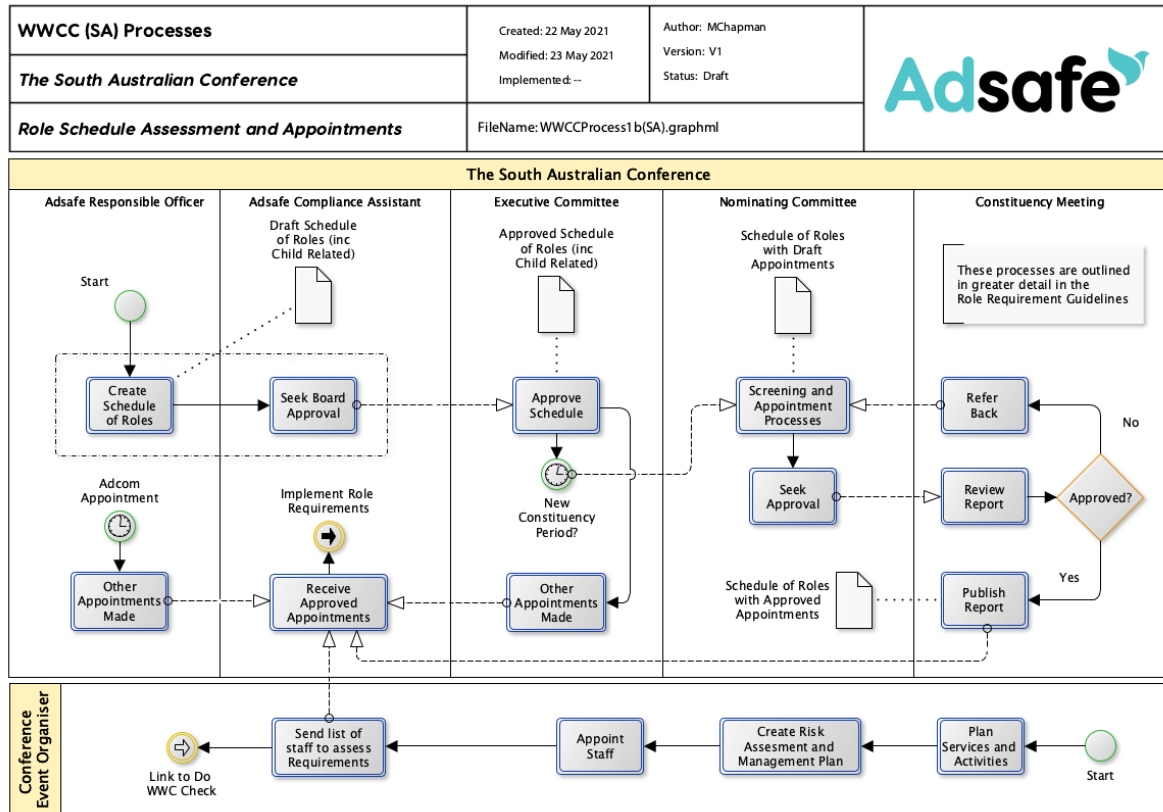 WWCC (SA) Processes
The South Australian Conference
Role Schedule Assessment and Appointments
Created: 22 May 2021
Modified: 23 May 2021
Implemented: --
Author: MChapman
Version: V1
Status: Draft
FileName: WWCCProcess1b(SA).graphml
Adsafe
The South Australian Conference
Adsafe Responsible Officer
Adsafe Compliance Assistant
Executive Committee
Nominating Committee
Constituency Meeting
Draft Schedule
of Roles (inc
Child Related)
Approved Schedule
of Roles (inc
Child Related)
Schedule of Roles
with Draft
Appointments
These processes are outlined
in greater detail in the
Role Requirement Guidelines
Start
Create
Schedule
of Roles
Seek Board
Approval
Approve
Schedule
Screening and
Appointment
Processes
Refer
Back
No
Adcom
Appointment
Implement Role
Requirements
New
Constituency
Period?
Seek
Approval
Review
Report
Approved?
Yes
Other
Appointments
Made
Receive
Approved
Appointments
Other
Appointments
Made
Schedule of Roles
with Approved
Appointments
Publish
Report
Conference
Event Organiser
Link to Do
WWC Check
Send list of
staff to assess
Requirements
Appoint
Staff
Create Risk
Assesment and
Management Plan
Plan
Services and
Activities
Start